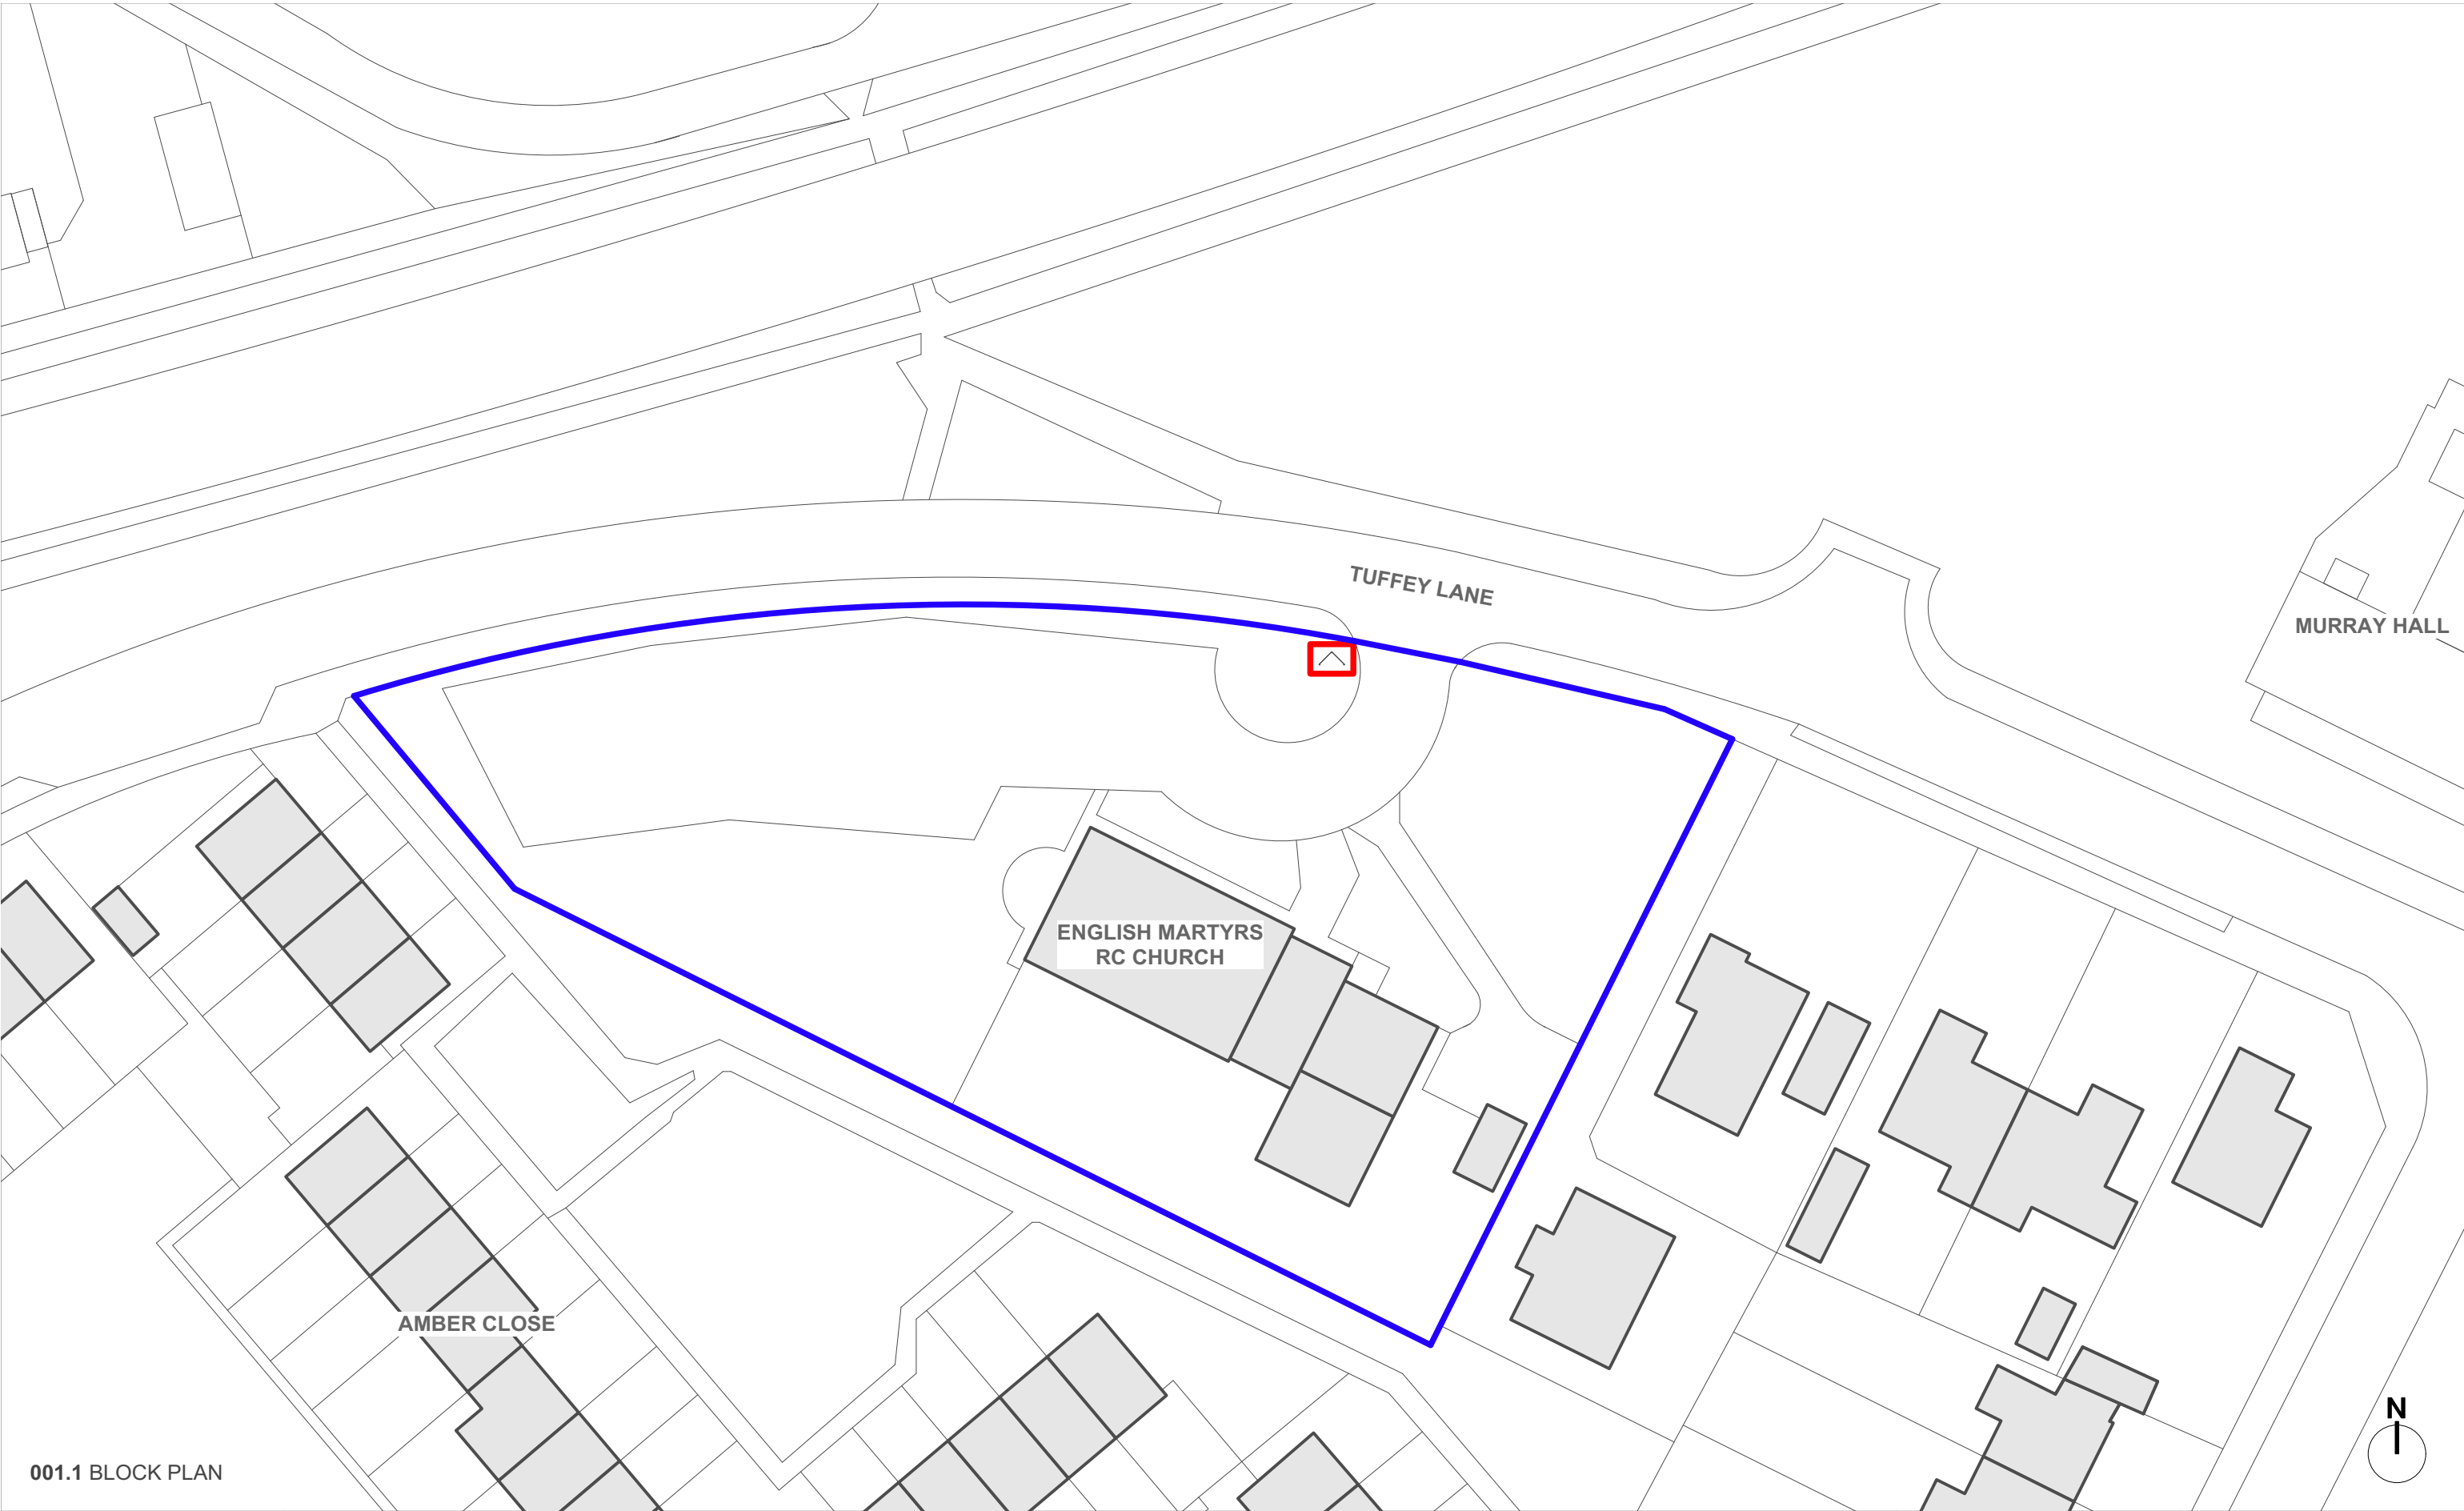 TUFFEY LANE
MURRAY HALL
ENGLISH MARTYRS
RC CHURCH
AMBER CLOSE
N
001.1 BLOCK PLAN